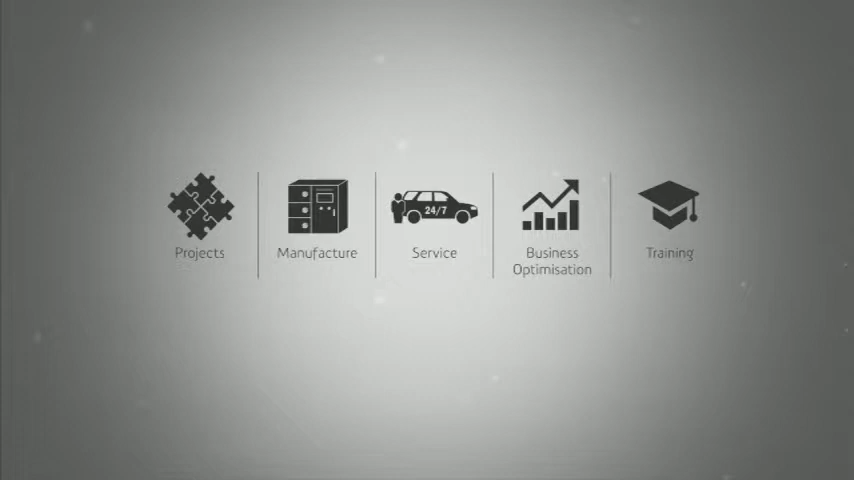 24/7
Projects
Manufacture
Service
Business
Optimisation
Training